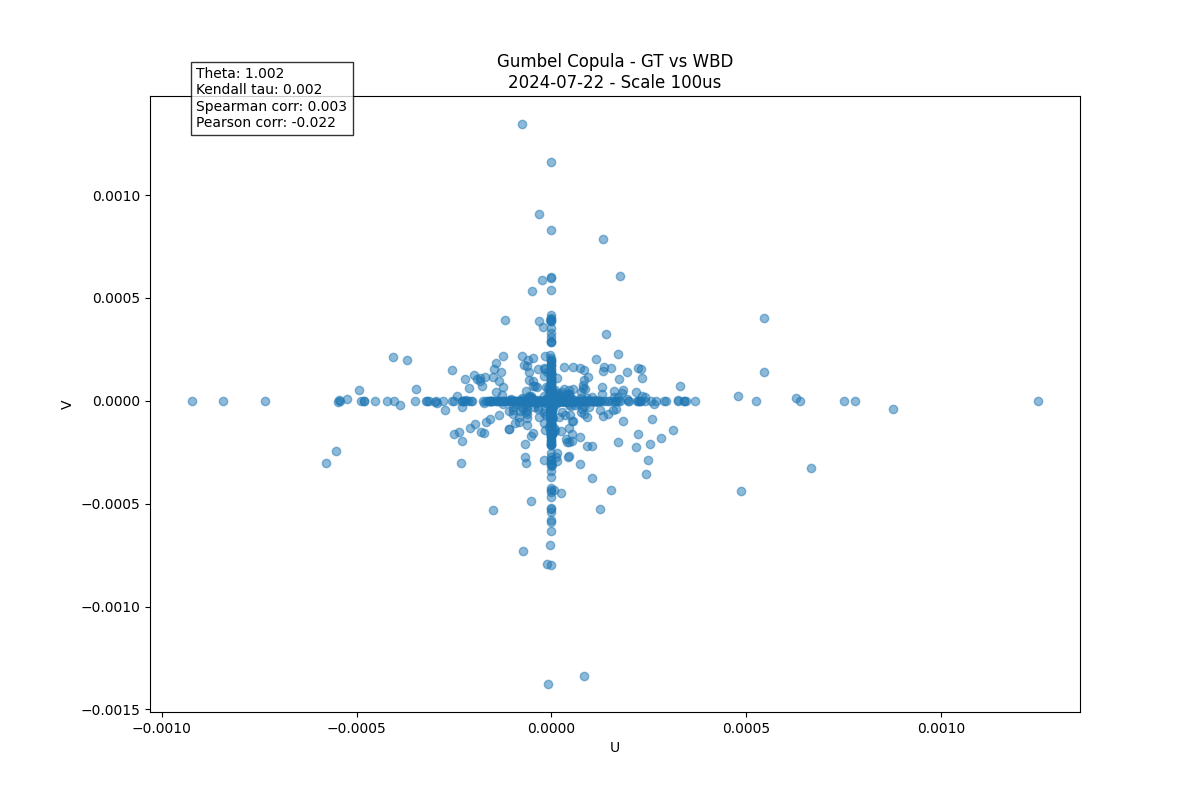 Gumbel Copula - GT vs WBD
2024-07-22 - Scale 100us
Theta: 1.002
Kendall tau: 0.002
Spearman corr: 0.003
Pearson corr: -0.022
V
0.0010
0.0005
0.0000
−0.0005
−0.0010
−0.0015
−0.0010
−0.0005
0.0000
0.0005
0.0010
U